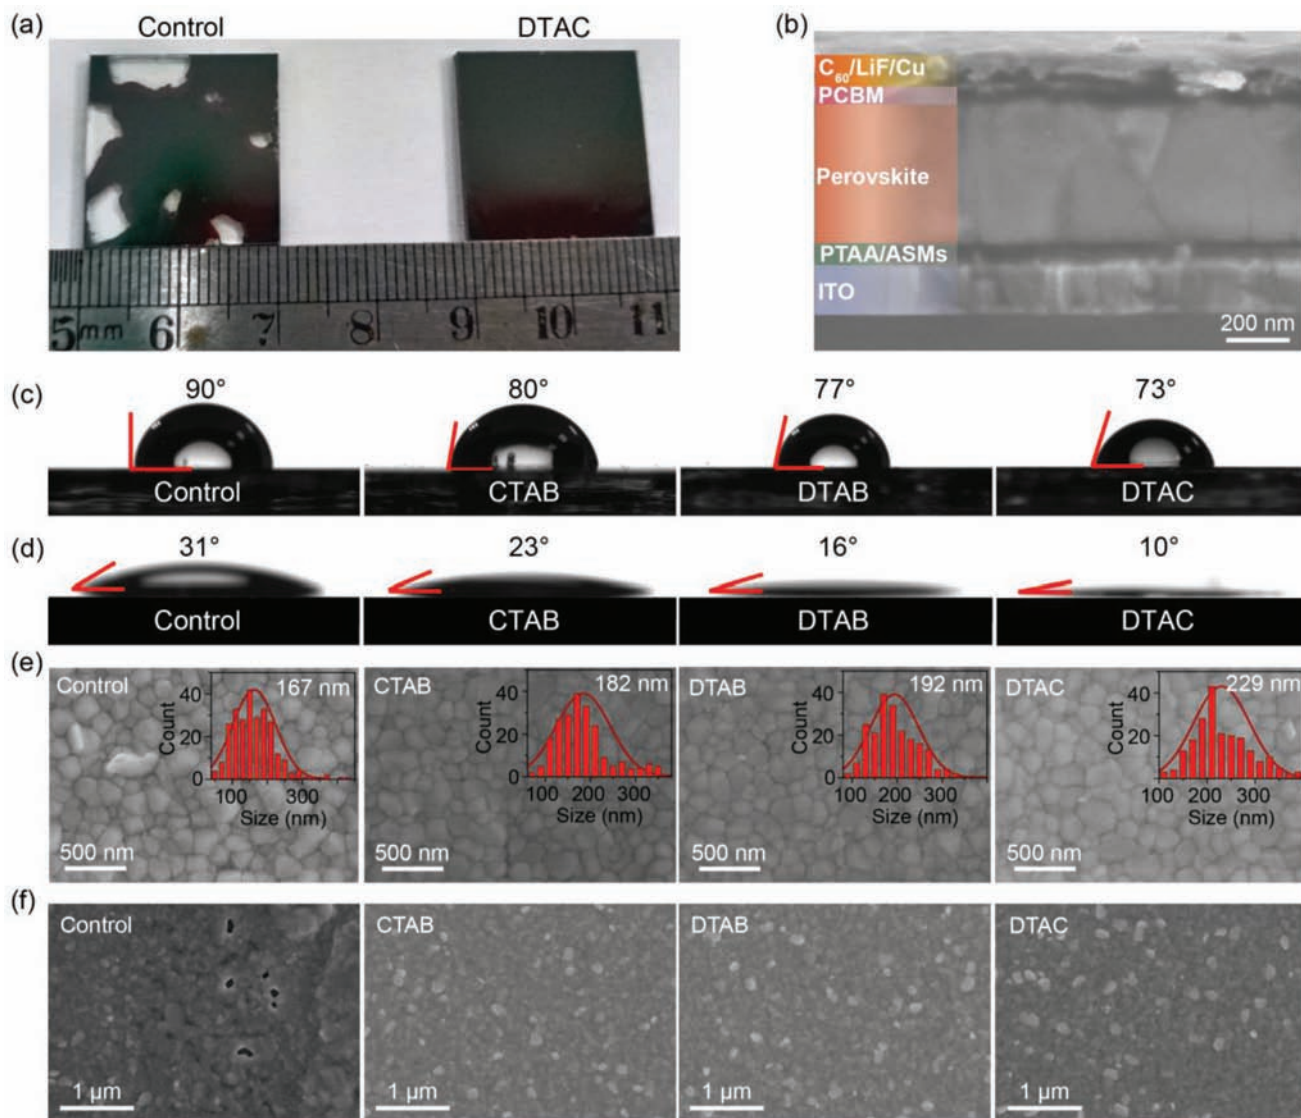 (a)
Control
DTAC
5 mm 6 7 8 9 10 11
(b)
C₆₀/LiF/Cu
PCBM
Perovskite
PTAA/ASMs
ITO
200 nm
(c)
90° 80° 77° 73°
Control CTAB DTAB DTAC
(d)
31° 23° 16° 10°
Control CTAB DTAB DTAC
(e)
Control
167 nm
40
20
0
Count
100 300
Size (nm)
500 nm
CTAB
182 nm
40
20
0
Count
100 200 300
Size (nm)
500 nm
DTAB
192 nm
40
20
0
Count
100 200 300
Size (nm)
500 nm
DTAC
229 nm
40
20
Count
100 200 300
Size (nm)
500 nm
(f)
Control CTAB DTAB DTAC
1 μm 1 μm 1 μm 1 μm